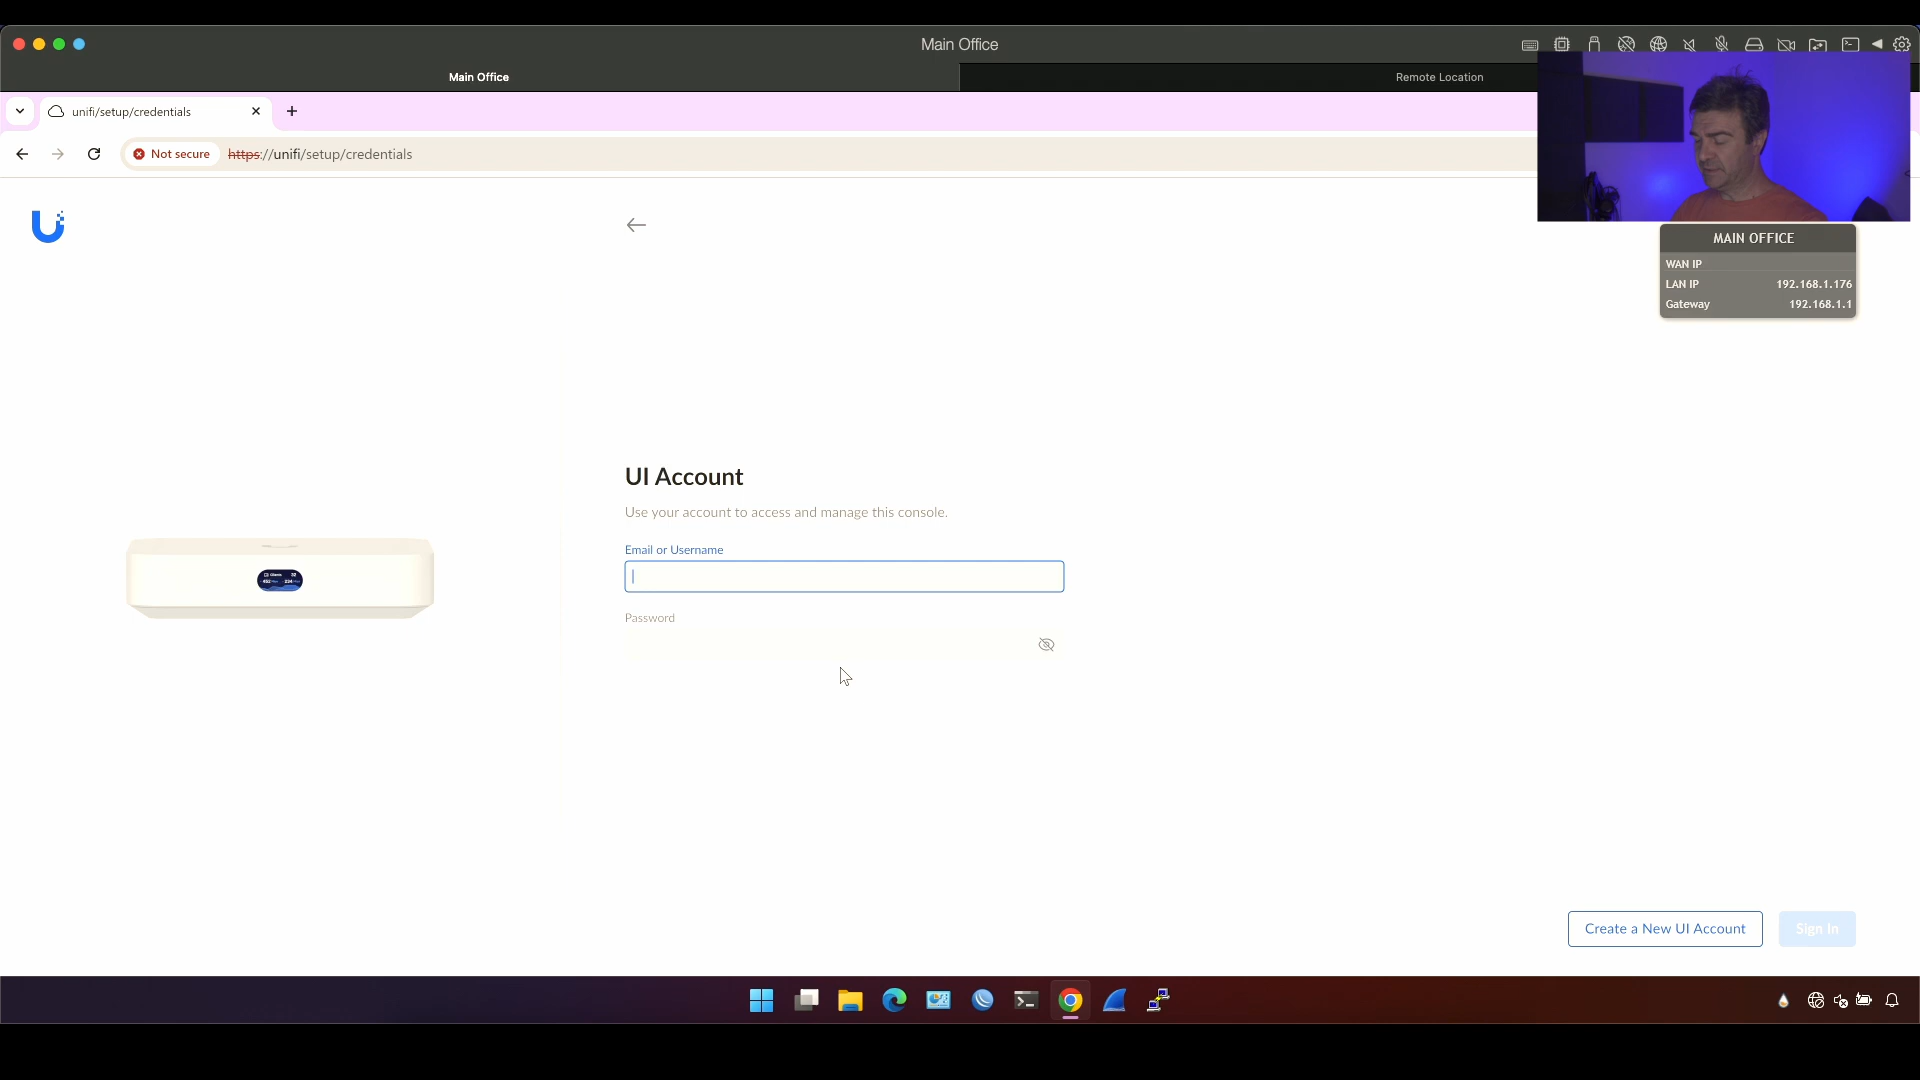 Main Office
Main Office
Remote Location
unifi/setup/credentials
Not secure
https://unifi/setup/credentials
MAIN OFFICE
WAN IP
LAN IP 192.168.1.176
Gateway 192.168.1.1
UI Account
Use your account to access and manage this console.
Email or Username
Password
Create a New UI Account
Sign In